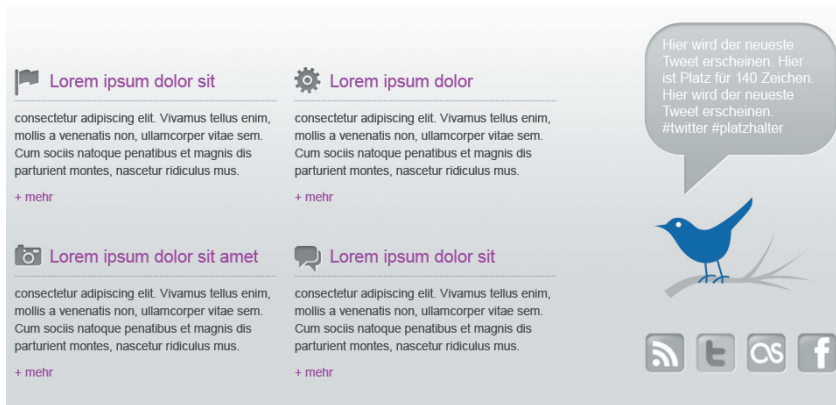 Lorem ipsum dolor sit
consectetur adipiscing elit. Vivamus tellus enim,
mollis a venenatis non, ullamcorper vitae sem.
Cum sociis natoque penatibus et magnis dis
parturient montes, nascetur ridiculus mus.
+ mehr
Lorem ipsum dolor
consectetur adipiscing elit. Vivamus tellus enim,
mollis a venenatis non, ullamcorper vitae sem.
Cum sociis natoque penatibus et magnis dis
parturient montes, nascetur ridiculus mus.
+ mehr
Lorem ipsum dolor sit amet
consectetur adipiscing elit. Vivamus tellus enim,
mollis a venenatis non, ullamcorper vitae sem.
Cum sociis natoque penatibus et magnis dis
parturient montes, nascetur ridiculus mus.
+ mehr
Lorem ipsum dolor sit
consectetur adipiscing elit. Vivamus tellus enim,
mollis a venenatis non, ullamcorper vitae sem.
Cum sociis natoque penatibus et magnis dis
parturient montes, nascetur ridiculus mus.
+ mehr
Hier wird der neueste
Tweet erscheinen. Hier
ist Platz für 140 Zeichen.
Hier wird der neueste
Tweet erscheinen.
#twitter #platzhalter